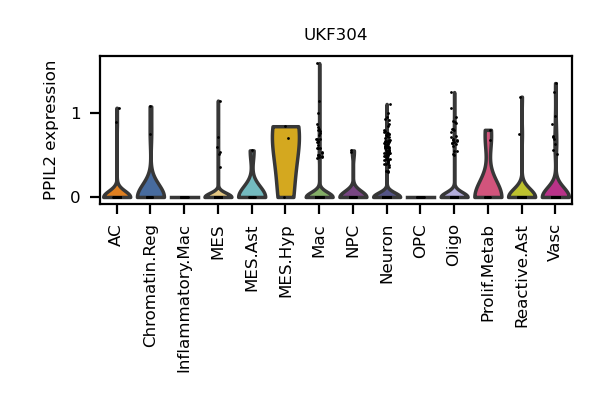 UKF304
PPIL2 expression
1
0
AC
Chromatin.Reg
Inflammatory.Mac
MES
MES.Ast
MES.Hyp
Mac
NPC
Neuron
OPC
Oligo
Prolif.Metab
Reactive.Ast
Vasc